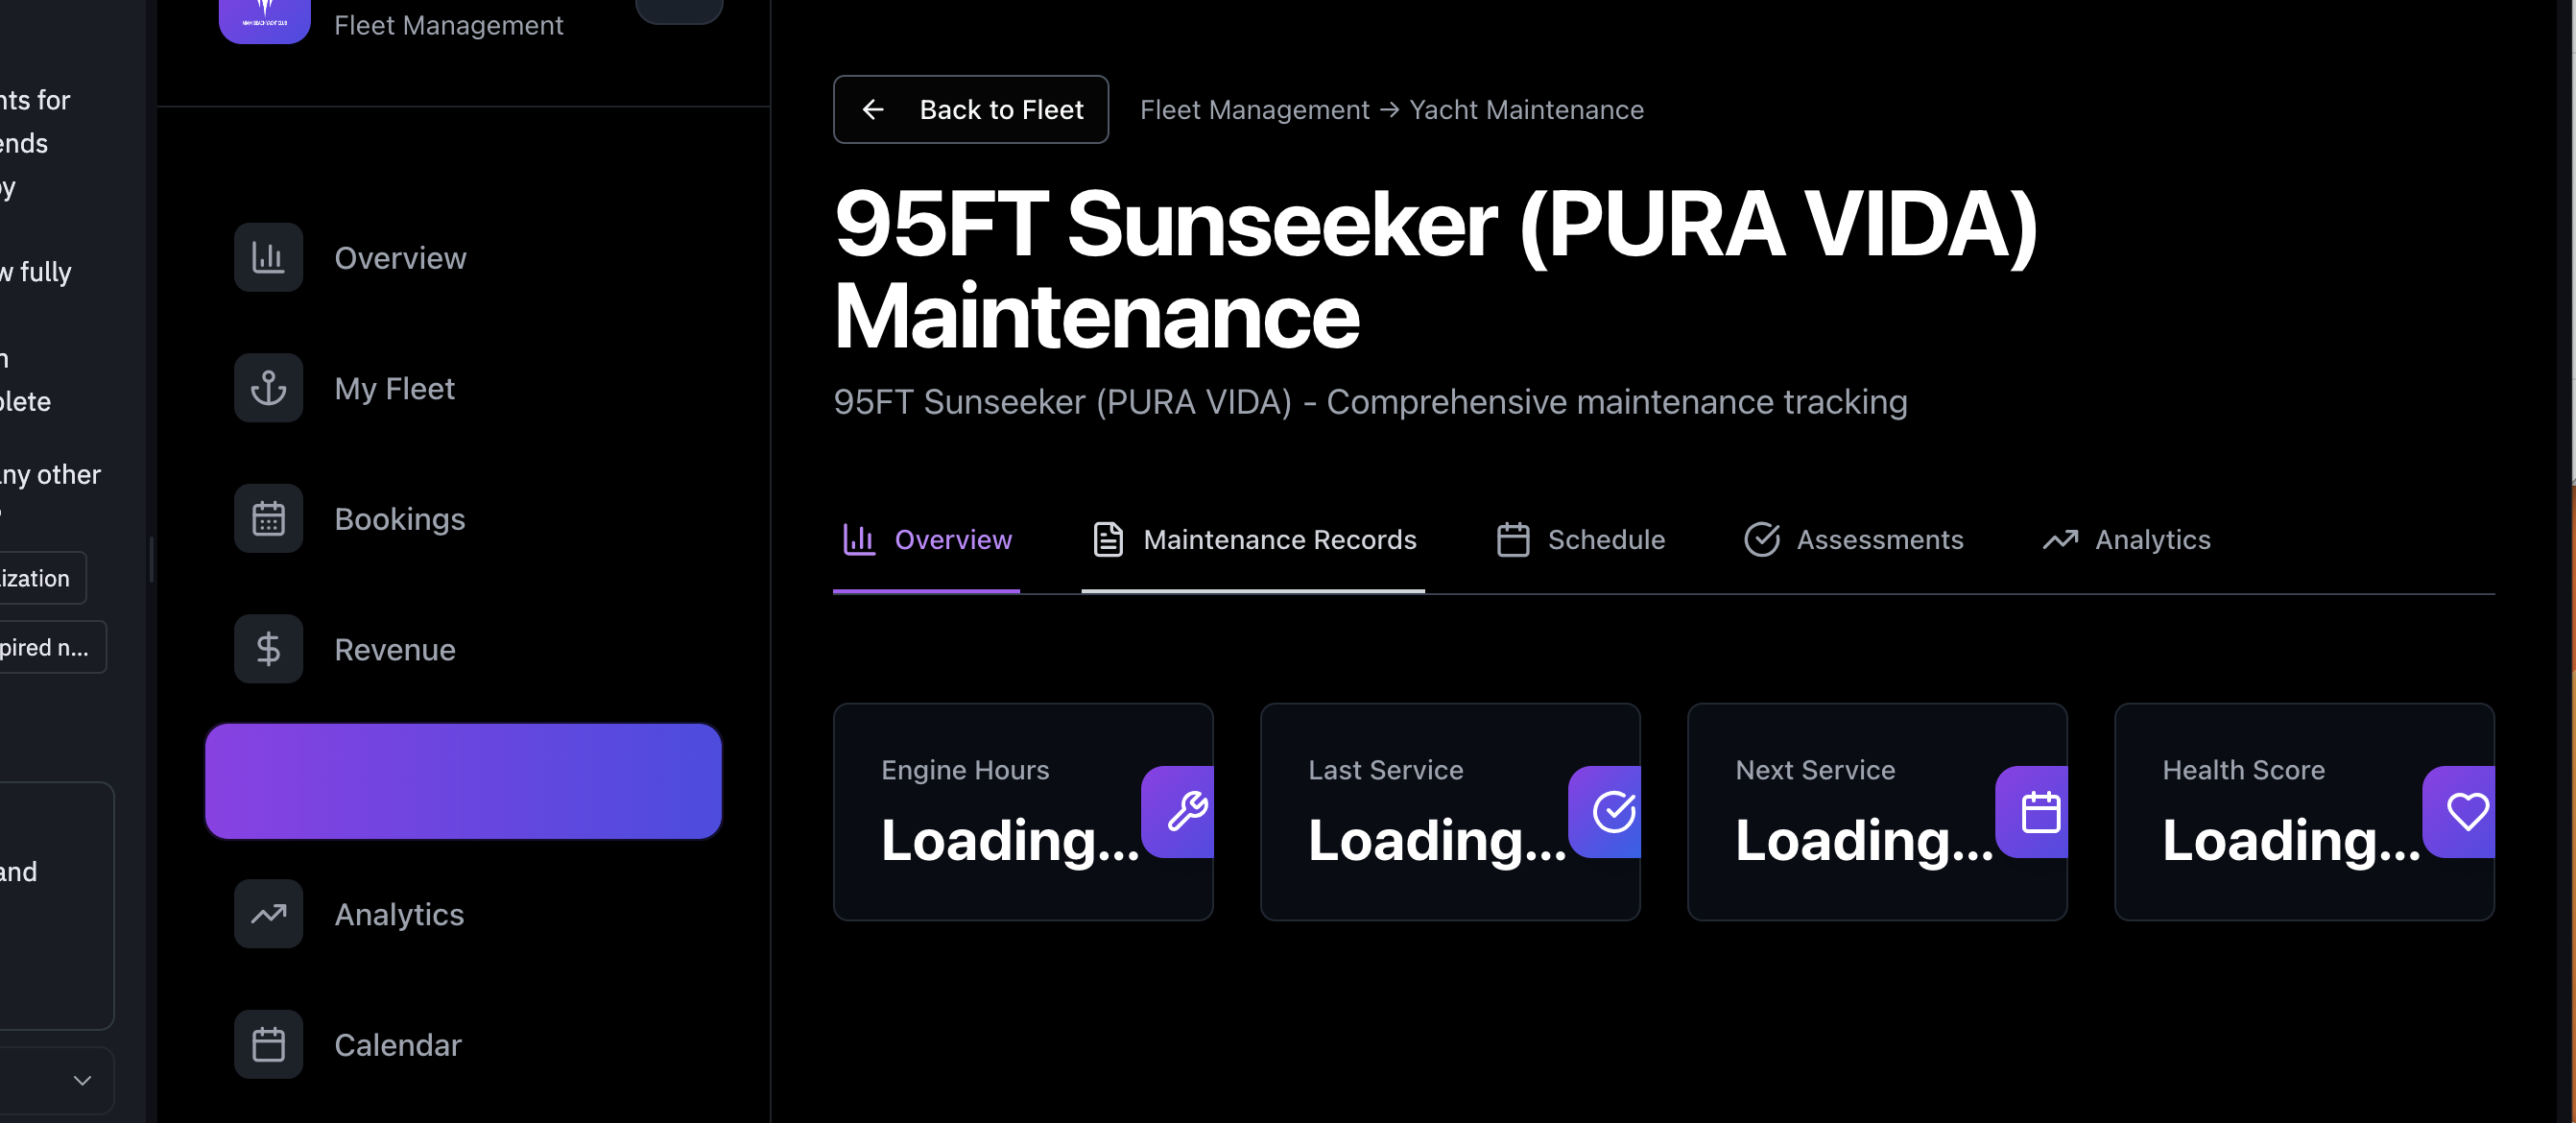 nts for
ends
by
w fully
n
plete
any other
?
ization
pired n...
and
Fleet Management
Overview
My Fleet
Bookings
Revenue
Analytics
Calendar
Back to Fleet
Fleet Management → Yacht Maintenance
95FT Sunseeker (PURA VIDA)
Maintenance
95FT Sunseeker (PURA VIDA) - Comprehensive maintenance tracking
Overview
Maintenance Records
Schedule
Assessments
Analytics
Engine Hours
Loading...
Last Service
Loading...
Next Service
Loading...
Health Score
Loading...